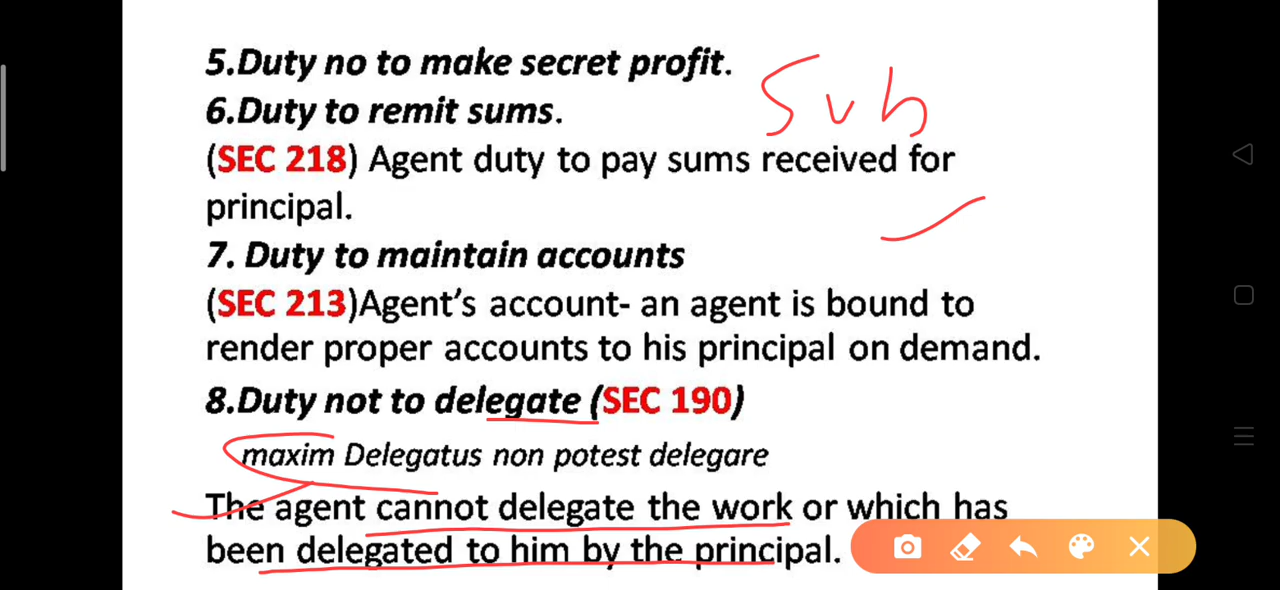 5.Duty no to make secret profit.
Sub
6.Duty to remit sums.
(SEC 218) Agent duty to pay sums received for
principal.
7. Duty to maintain accounts
(SEC 213)Agent's account- an agent is bound to
render proper accounts to his principal on demand.
8.Duty not to delegate (SEC 190)
maxim Delegatus non potest delegare
The agent cannot delegate the work or which has
been delegated to him by the principal.